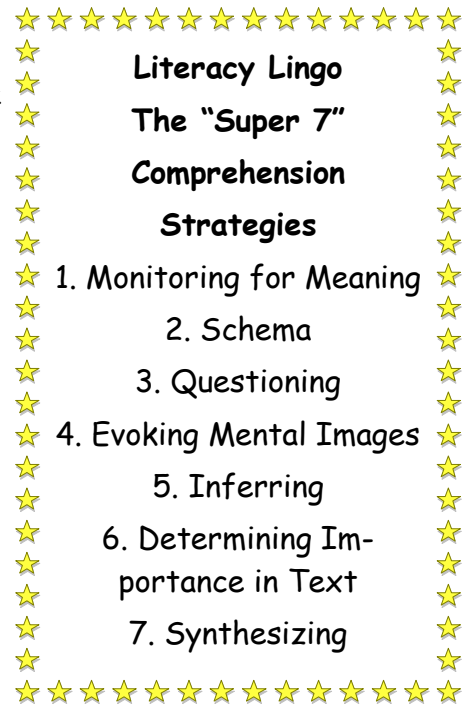 Literacy Lingo
The “Super 7”
Comprehension
Strategies
1. Monitoring for Meaning
2. Schema
3. Questioning
4. Evoking Mental Images
5. Inferring
6. Determining Im-
portance in Text
7. Synthesizing